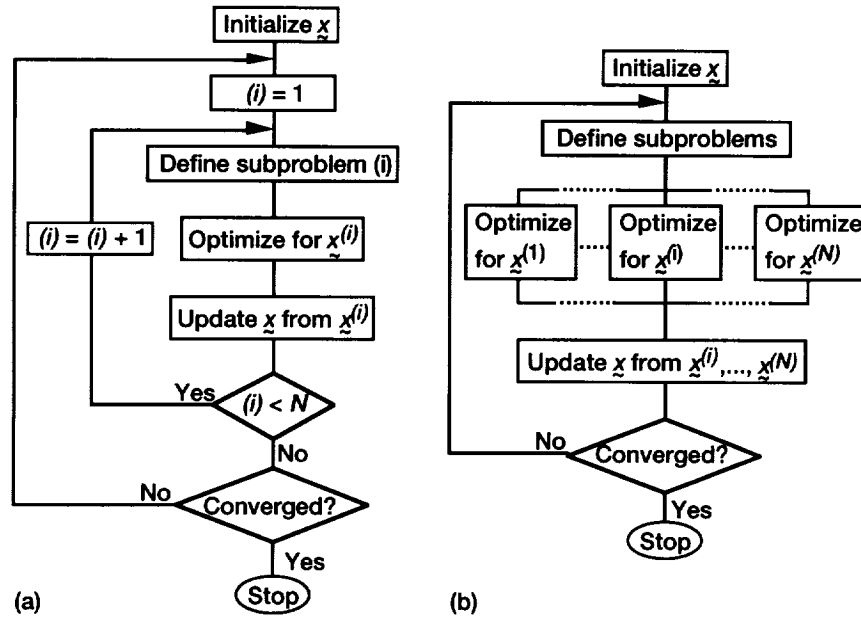 Initialize x̰
(i) = 1
Define subproblem (i)
(i) = (i) + 1
Optimize for x̰(i)
Update x̰ from x̰(i)
Yes
(i) < N
No
No
Converged?
Yes
Stop
(a)
Initialize x̰
Define subproblems
Optimize
for x̰(1)
Optimize
for x̰(i)
Optimize
for x̰(N)
Update x̰ from x̰(i),..., x̰(N)
No
Converged?
Yes
Stop
(b)